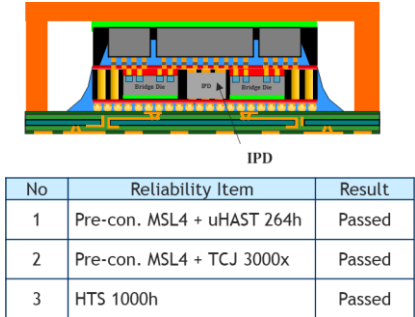 Bridge Die IPD Bridge Die
IPD
No Reliability Item Result
1 Pre-con. MSL4 + uHAST 264h Passed
2 Pre-con. MSL4 + TCJ 3000x Passed
3 HTS 1000h Passed